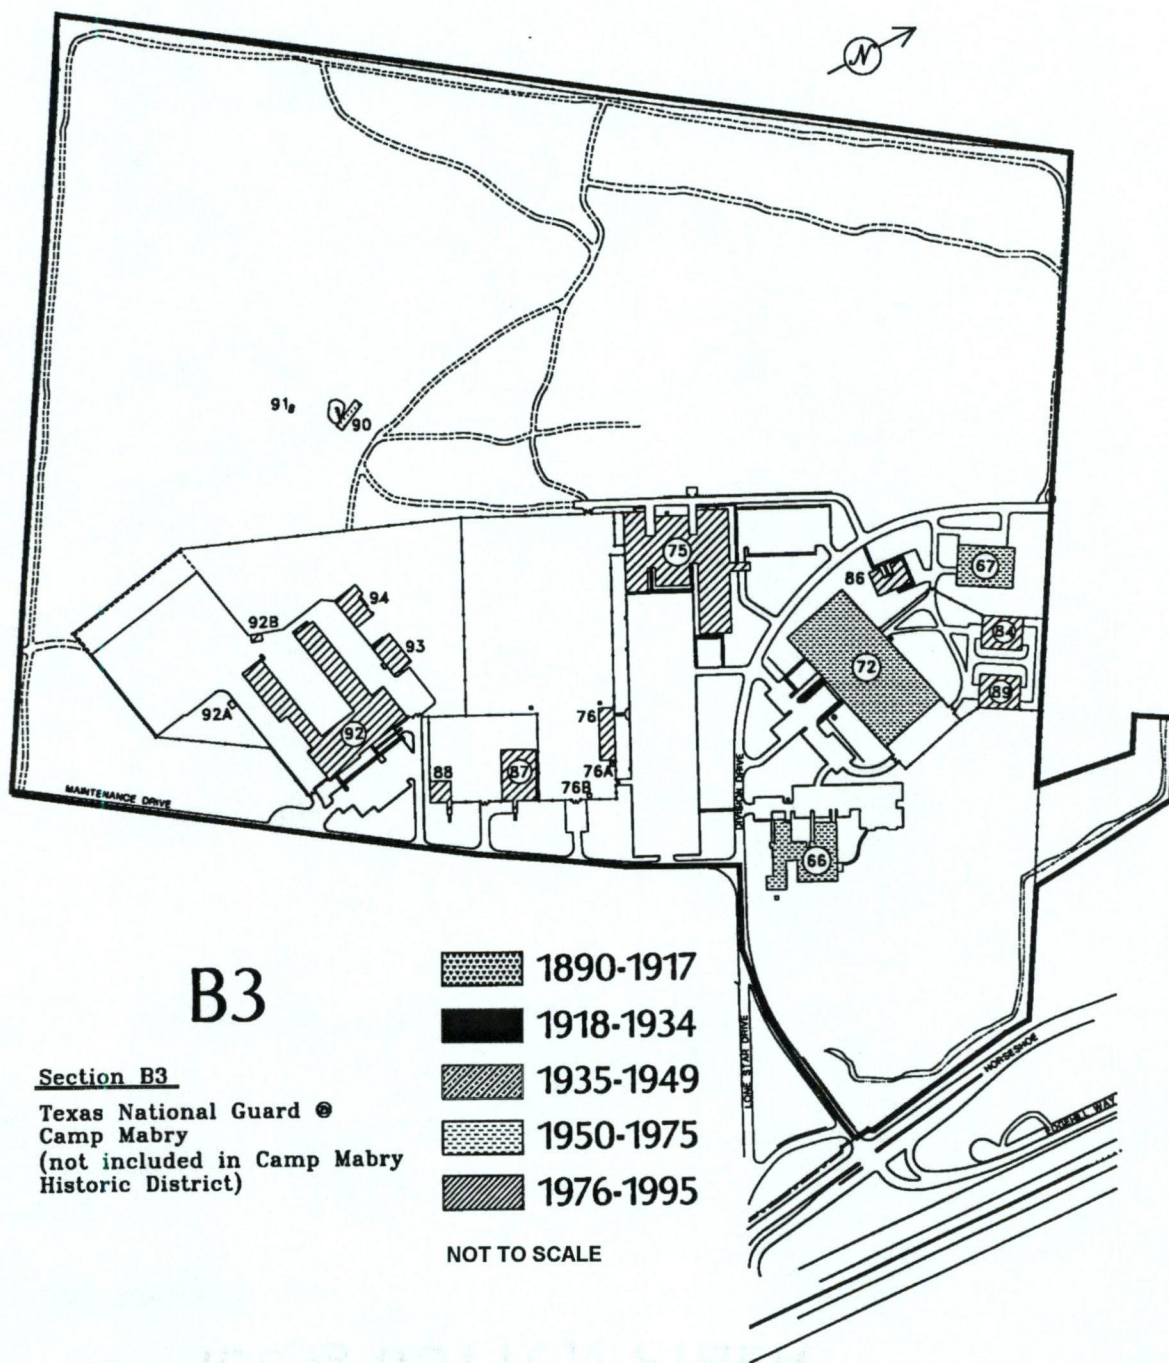 N
91
90
94
93
92B
92A
92
88
87
76
76A
76B
75
86
67
84
72
89
66
MAINTENANCE DRIVE
DIVISION DRIVE
LONE STAR DRIVE
HORSESHOE
B3
Section B3
Texas National Guard @
Camp Mabry
(not included in Camp Mabry
Historic District)
1890-1917
1918-1934
1935-1949
1950-1975
1976-1995
NOT TO SCALE